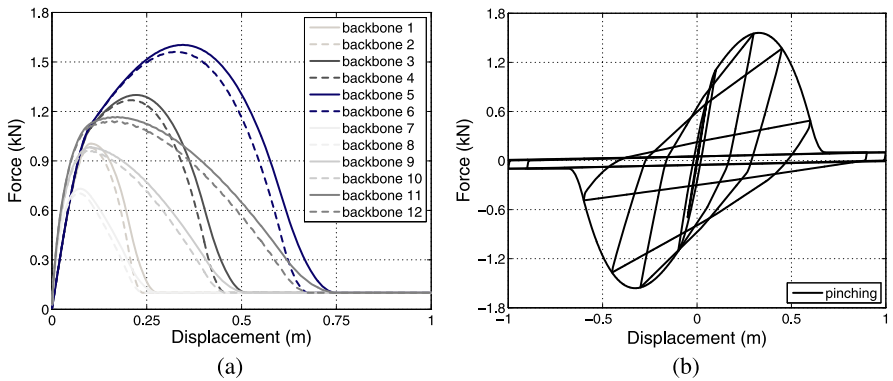 1.8
1.5
1.2
0.9
0.6
0.3
0
0.25
0.5
0.75
1
Force (kN)
Displacement (m)
backbone 1
backbone 2
backbone 3
backbone 4
backbone 5
backbone 6
backbone 7
backbone 8
backbone 9
backbone 10
backbone 11
backbone 12
(a)
1.8
1.2
0.6
0
−0.6
−1.2
−1.8
−1
−0.5
0
0.5
1
Force (kN)
Displacement (m)
pinching
(b)